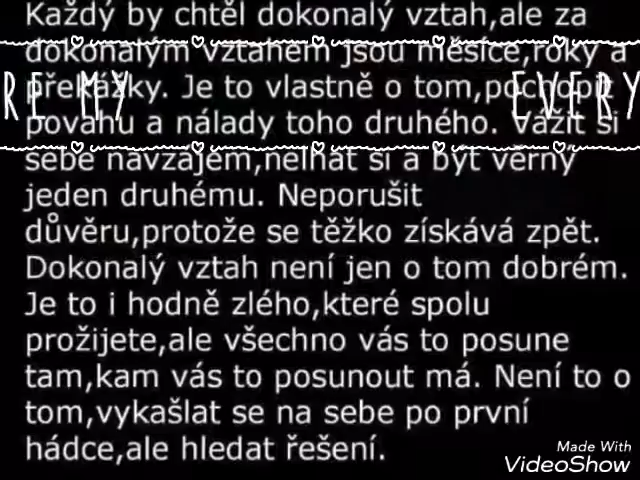 Každý by chtěl dokonalý vztah,ale za
dokonalým vztahem jsou měsíce,roky a
překážky. Je to vlastně o tom,pochopit
povahu a nálady toho druhého. Vážit si
sebe navzájem,nelhat si a být věrný
jeden druhému. Neporušit
důvěru,protože se těžko získává zpět.
Dokonalý vztah není jen o tom dobrém.
Je to i hodně zlého,které spolu
prožijete,ale všechno vás to posune
tam,kam vás to posunout má. Není to o
tom,vykašlat se na sebe po první
hádce,ale hledat řešení.
RE MY EVERY
Made With
VideoShow